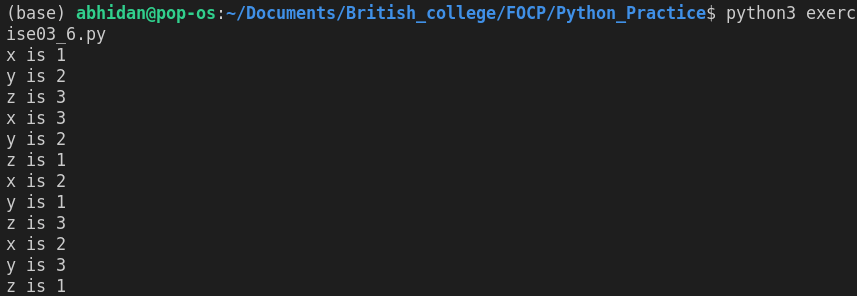 (base) abhidan@pop-os:~/Documents/British_college/FOCP/Python_Practice$ python3 exerc
ise03_6.py
x is 1
y is 2
z is 3
x is 3
y is 2
z is 1
x is 2
y is 1
z is 3
x is 2
y is 3
z is 1